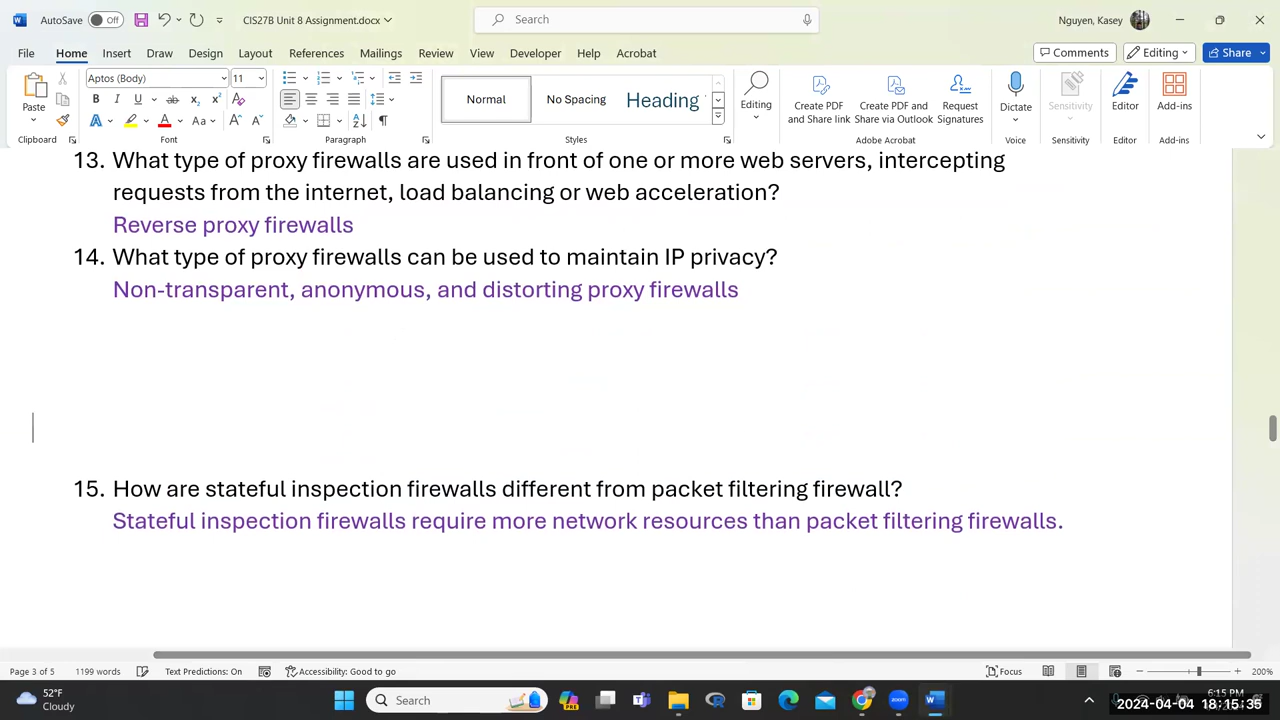 AutoSave Off CIS27B Unit 8 Assignment.docx Search Nguyen, Kasey
File Home Insert Draw Design Layout References Mailings Review View Developer Help Acrobat Comments Editing Share
Aptos (Body) 11 Normal No Spacing Heading
Paste Editing Create PDF and Share link Create PDF and Share via Outlook Request Signatures Dictate Sensitivity Editor Add-ins
Clipboard Font Paragraph Styles Adobe Acrobat Voice Sensitivity Editor Add-ins
13. What type of proxy firewalls are used in front of one or more web servers, intercepting
requests from the internet, load balancing or web acceleration?
Reverse proxy firewalls
14. What type of proxy firewalls can be used to maintain IP privacy?
Non-transparent, anonymous, and distorting proxy firewalls
15. How are stateful inspection firewalls different from packet filtering firewall?
Stateful inspection firewalls require more network resources than packet filtering firewalls.
Page 3 of 5 1199 words Text Predictions: On Accessibility: Good to go Focus 200%
52°F
Cloudy
Search
6:15 PM
2024-04-04 18:15:35